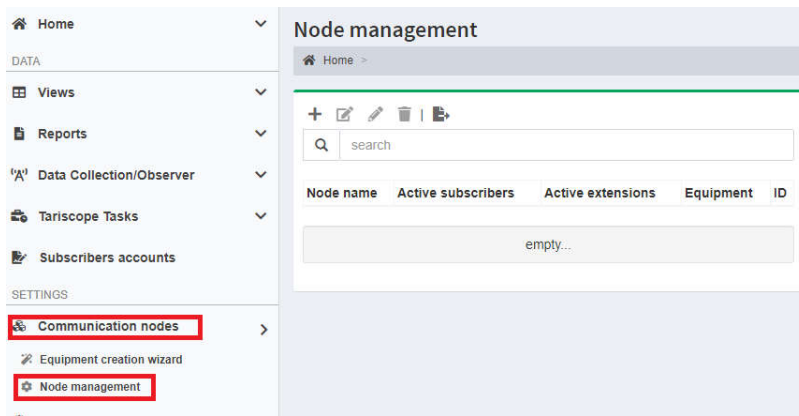 Home
DATA
Views
Reports
Data Collection/Observer
Tariscope Tasks
Subscribers accounts
SETTINGS
Communication nodes
Equipment creation wizard
Node management
Node management
Home >
search
Node name Active subscribers Active extensions Equipment ID
empty...